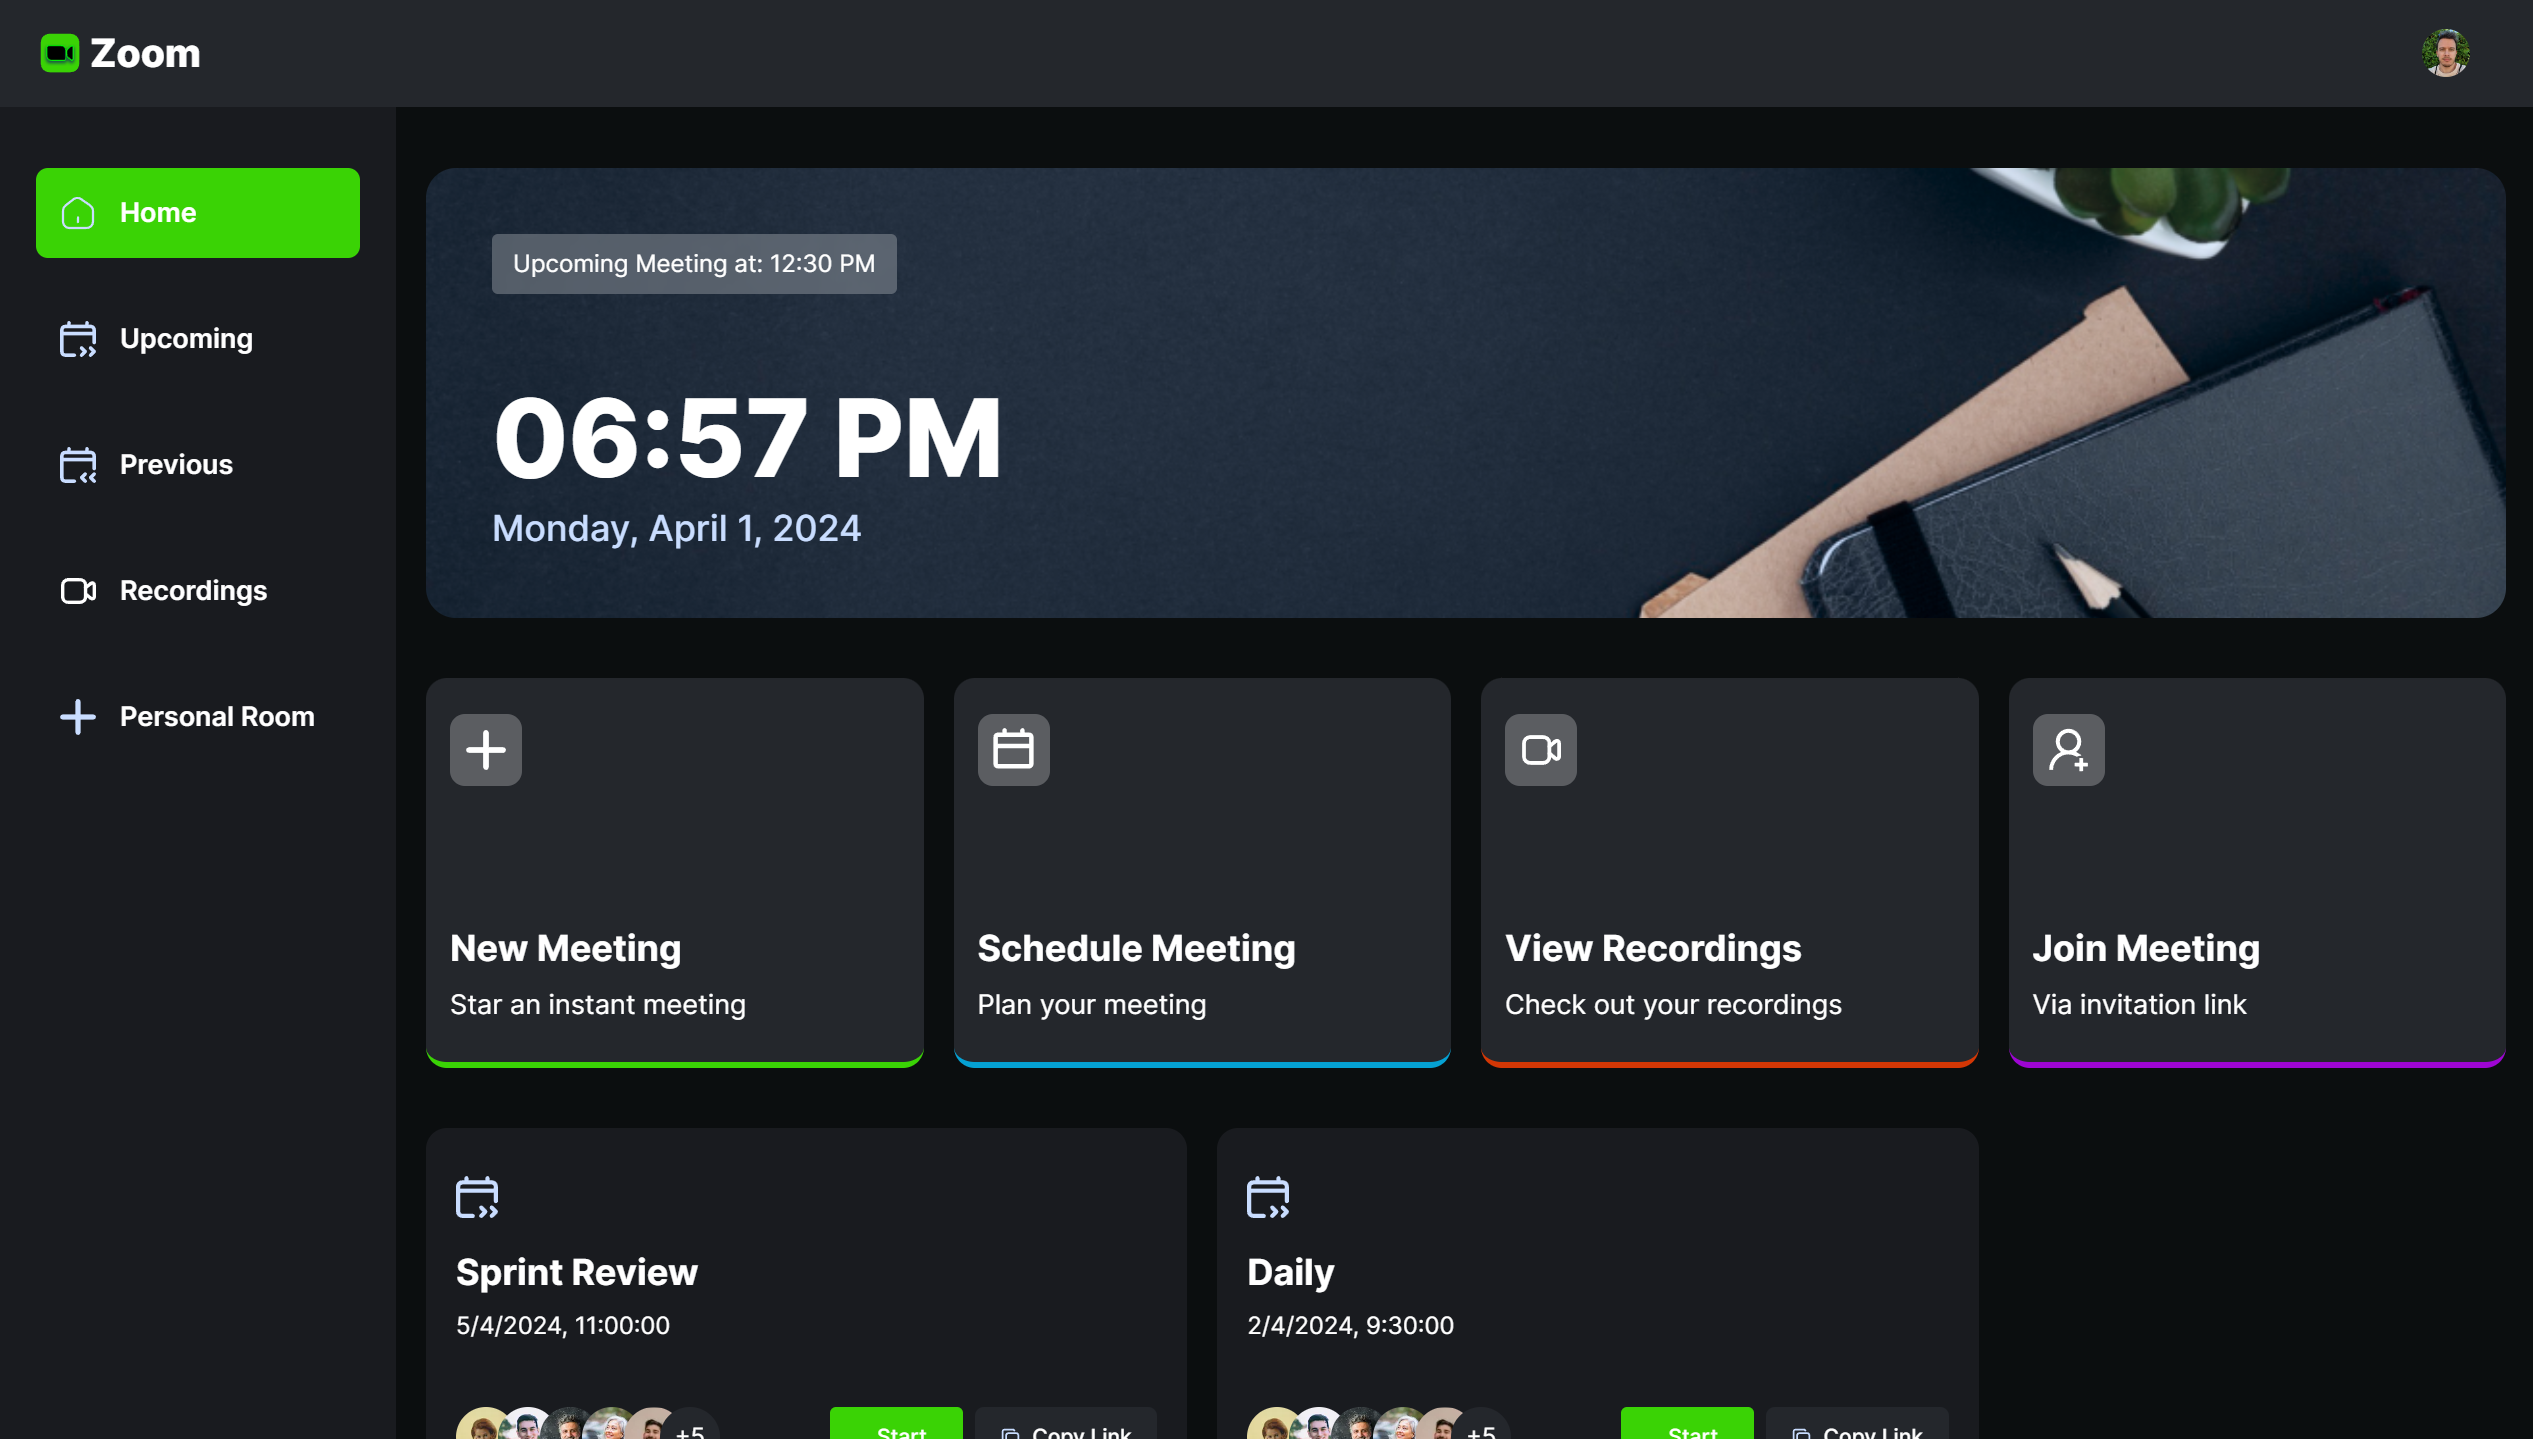 Zoom
Home
Upcoming
Previous
Recordings
Personal Room
Upcoming Meeting at: 12:30 PM
06:57 PM
Monday, April 1, 2024
New Meeting
Star an instant meeting
Schedule Meeting
Plan your meeting
View Recordings
Check out your recordings
Join Meeting
Via invitation link
Sprint Review
5/4/2024, 11:00:00
+5
Start
Copy Link
Daily
2/4/2024, 9:30:00
+5
Start
Copy Link